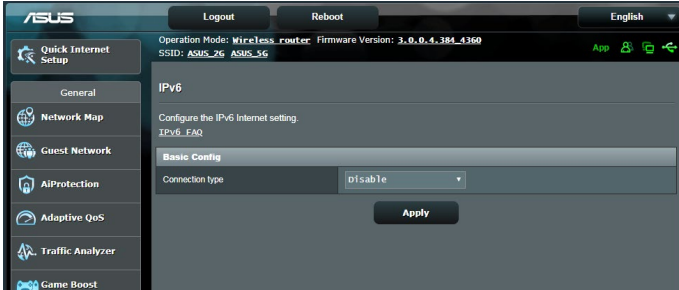 ASUS
Logout
Reboot
English
Quick Internet
Setup
Operation Mode: Wireless router Firmware Version: 3.0.0.4.384_4360
SSID: ASUS_2G ASUS_5G
App
General
Network Map
Guest Network
AiProtection
Adaptive QoS
Traffic Analyzer
Game Boost
IPv6
Configure the IPv6 Internet setting.
IPv6 FAQ
Basic Config
Connection type
Disable
Apply